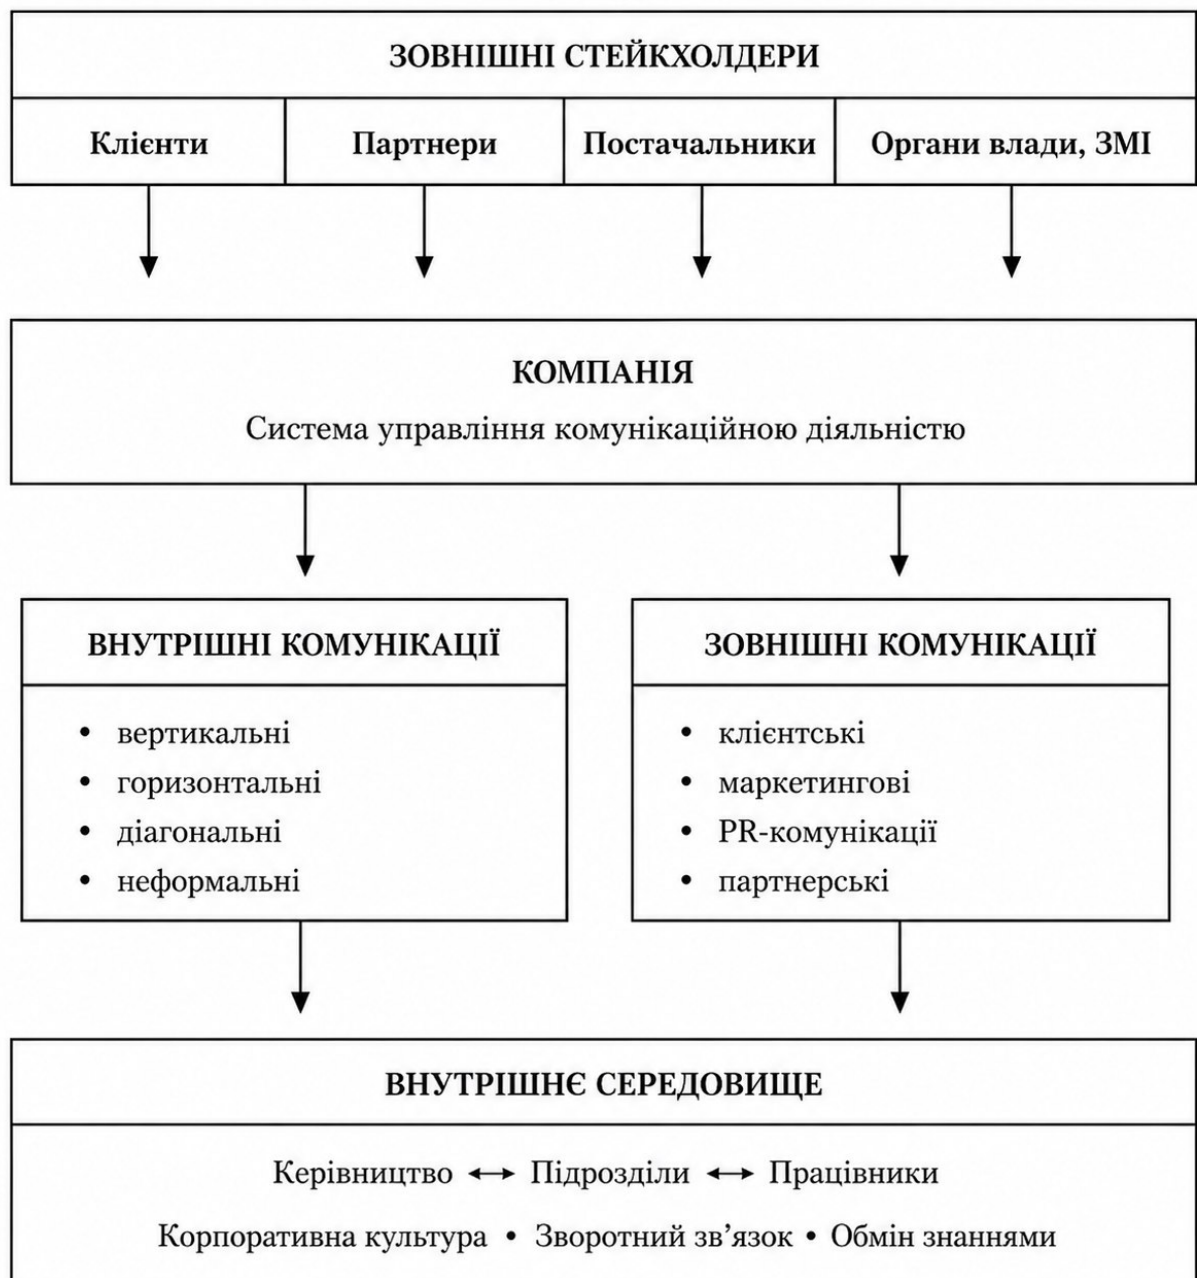 ЗОВНІШНІ СТЕЙКХОЛДЕРИ
Клієнти Партнери Постачальники Органи влади, ЗМІ
КОМПАНІЯ
Система управління комунікаційною діяльністю
ВНУТРІШНІ КОМУНІКАЦІЇ
• вертикальні
• горизонтальні
• діагональні
• неформальні
ЗОВНІШНІ КОМУНІКАЦІЇ
• клієнтські
• маркетингові
• PR-комунікації
• партнерські
ВНУТРІШНЄ СЕРЕДОВИЩЕ
Керівництво ↔ Підрозділи ↔ Працівники
Корпоративна культура • Зворотний зв’язок • Обмін знаннями